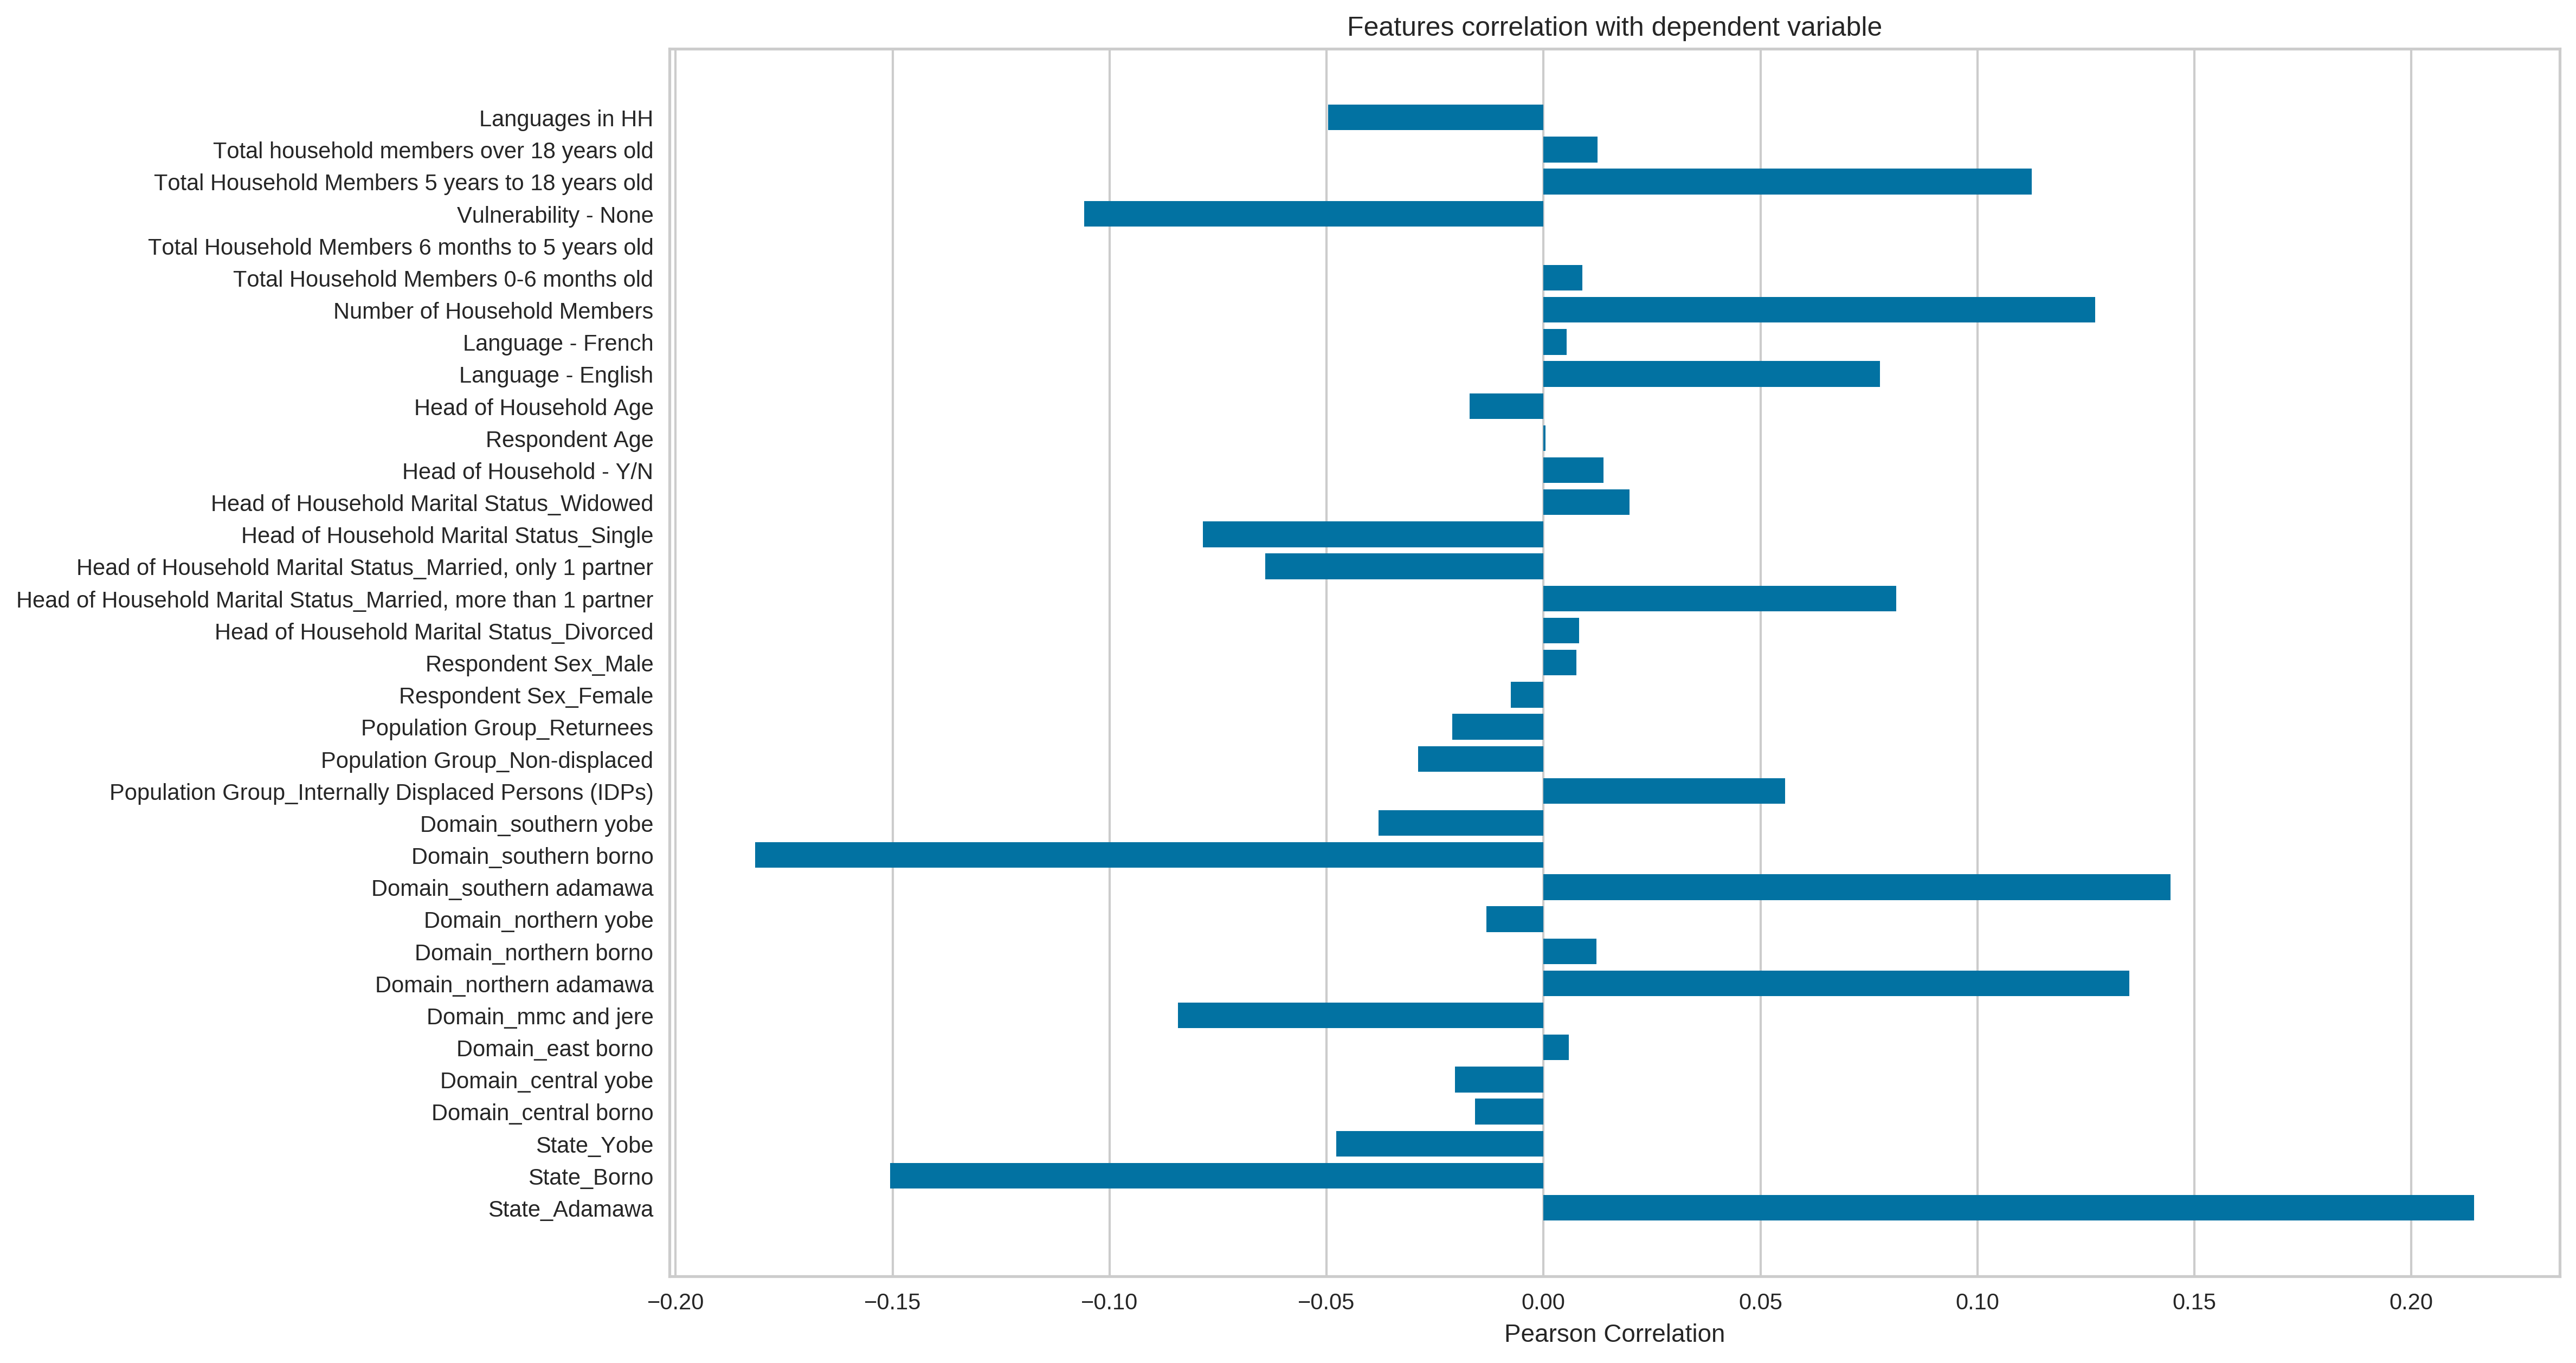 Features correlation with dependent variable
Languages in HH
Total household members over 18 years old
Total Household Members 5 years to 18 years old
Vulnerability - None
Total Household Members 6 months to 5 years old
Total Household Members 0-6 months old
Number of Household Members
Language - French
Language - English
Head of Household Age
Respondent Age
Head of Household - Y/N
Head of Household Marital Status_Widowed
Head of Household Marital Status_Single
Head of Household Marital Status_Married, only 1 partner
Head of Household Marital Status_Married, more than 1 partner
Head of Household Marital Status_Divorced
Respondent Sex_Male
Respondent Sex_Female
Population Group_Returnees
Population Group_Non-displaced
Population Group_Internally Displaced Persons (IDPs)
Domain_southern yobe
Domain_southern borno
Domain_southern adamawa
Domain_northern yobe
Domain_northern borno
Domain_northern adamawa
Domain_mmc and jere
Domain_east borno
Domain_central yobe
Domain_central borno
State_Yobe
State_Borno
State_Adamawa
−0.20 −0.15 −0.10 −0.05 0.00 0.05 0.10 0.15 0.20
Pearson Correlation